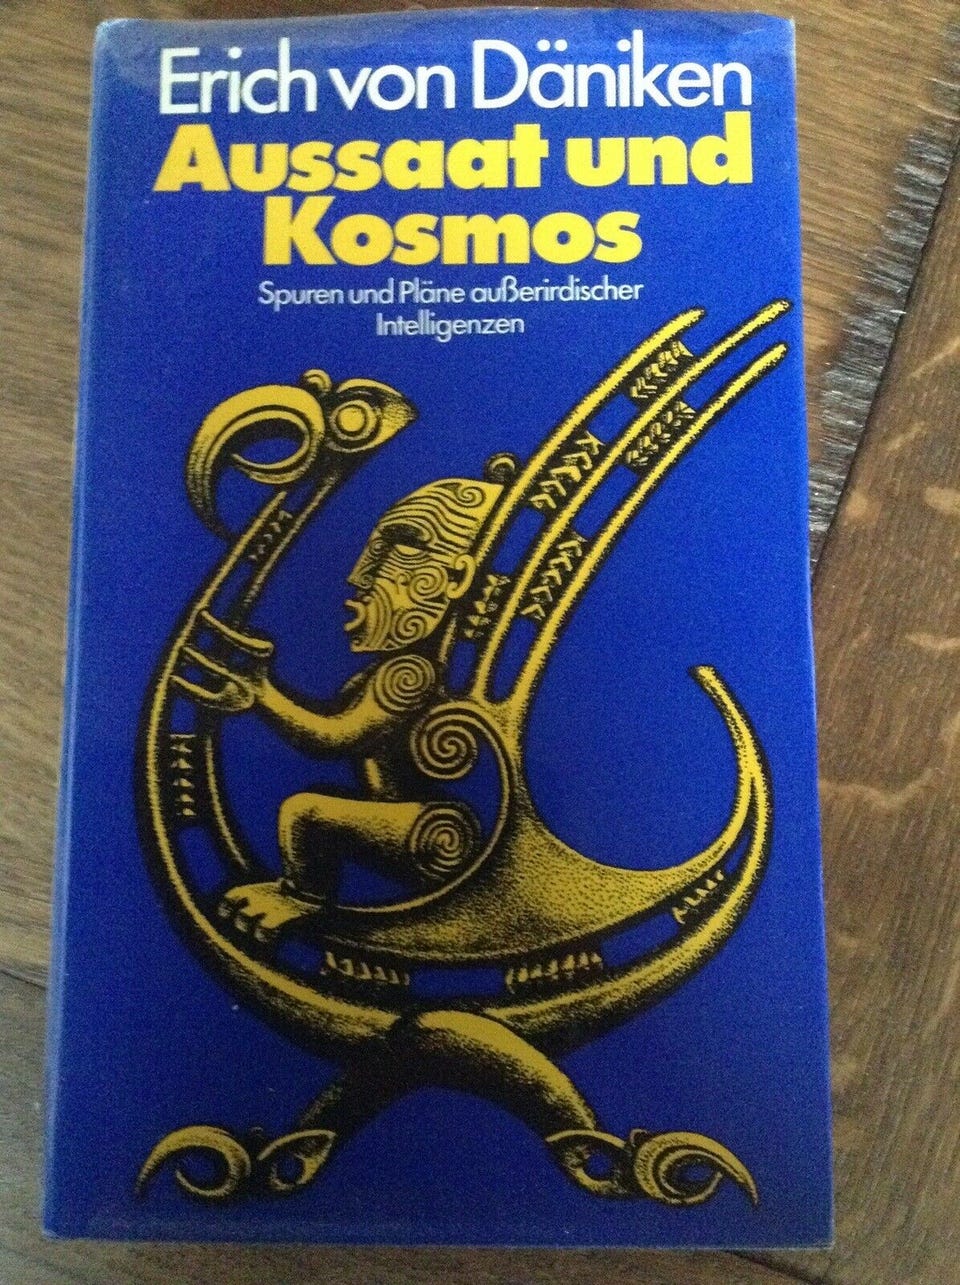 Erich von Däniken
Aussaat und
Kosmos
Spuren und Pläne außerirdischer
Intelligenzen